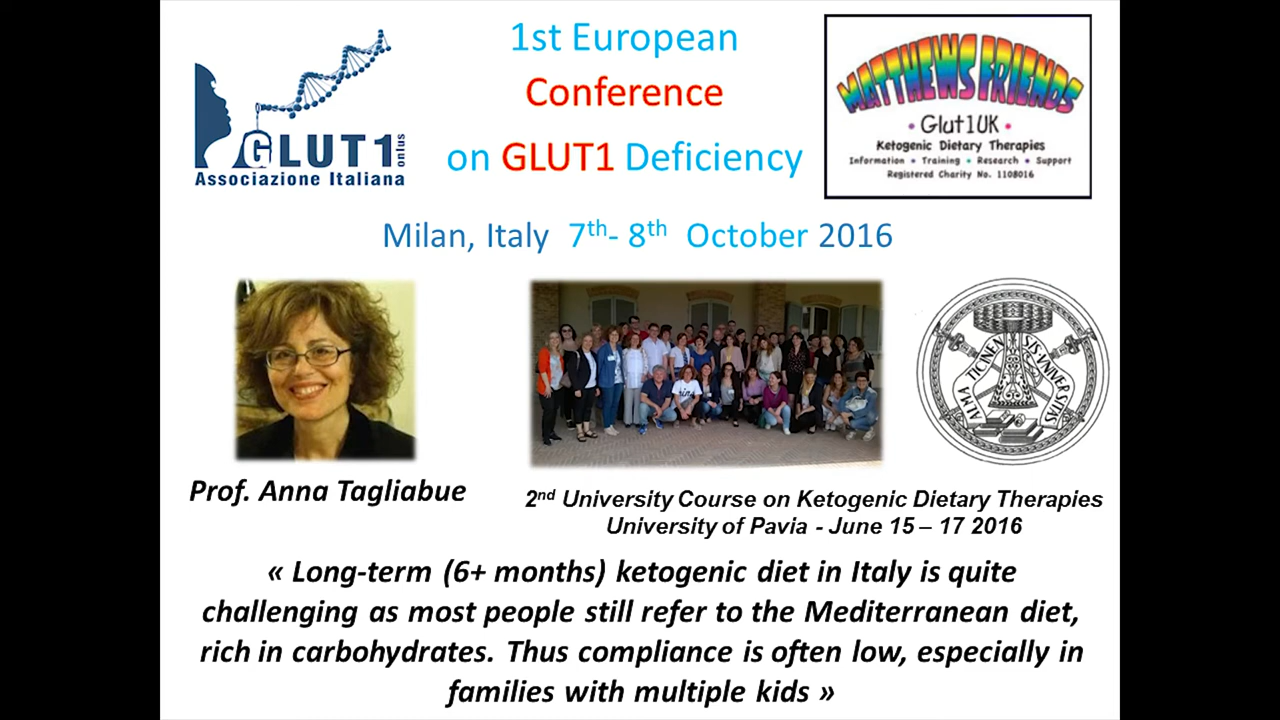 GLUT1
onlus
Associazione Italiana
1st European
Conference
on GLUT1 Deficiency
MATTHEWS FRIENDS
• Glut1UK •
Ketogenic Dietary Therapies
Information • Training • Research • Support
Registered Charity No. 1108016
Milan, Italy 7th- 8th October 2016
ALMA TICINEN SIS·VNIVERSITAS
Prof. Anna Tagliabue
2nd University Course on Ketogenic Dietary Therapies
University of Pavia - June 15 – 17 2016
« Long-term (6+ months) ketogenic diet in Italy is quite
challenging as most people still refer to the Mediterranean diet,
rich in carbohydrates. Thus compliance is often low, especially in
families with multiple kids »